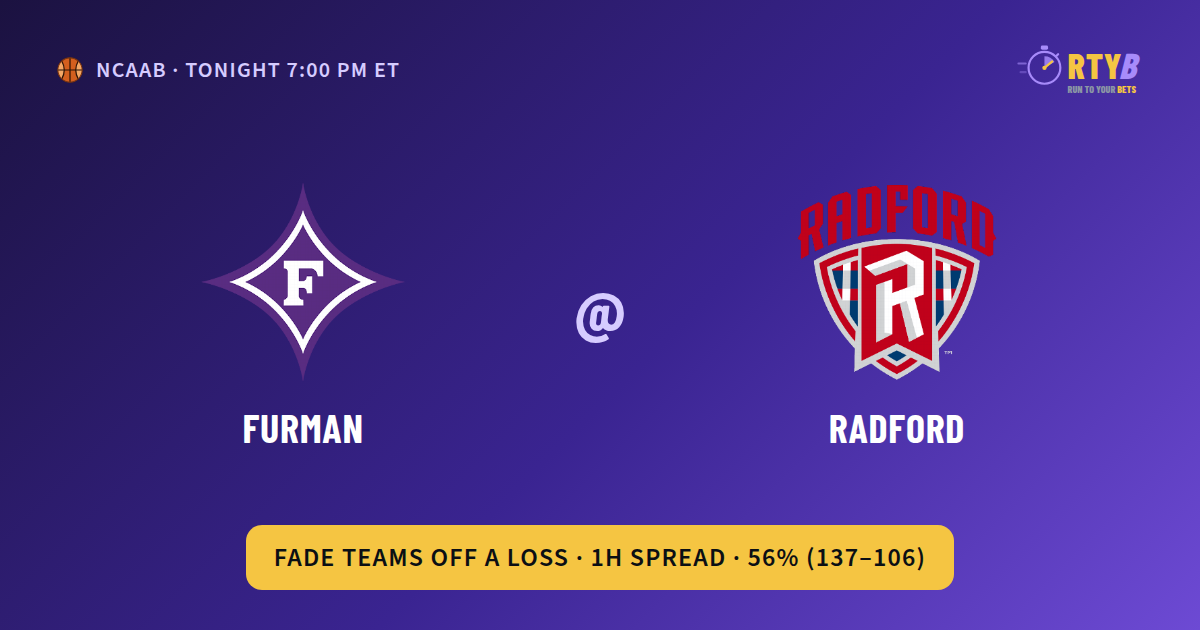 NCAAB · TONIGHT 7:00 PM ET
RTYB
RUN TO YOUR BETS
F
@
RADFORD
R
™
FURMAN
RADFORD
FADE TEAMS OFF A LOSS · 1H SPREAD · 56% (137–106)